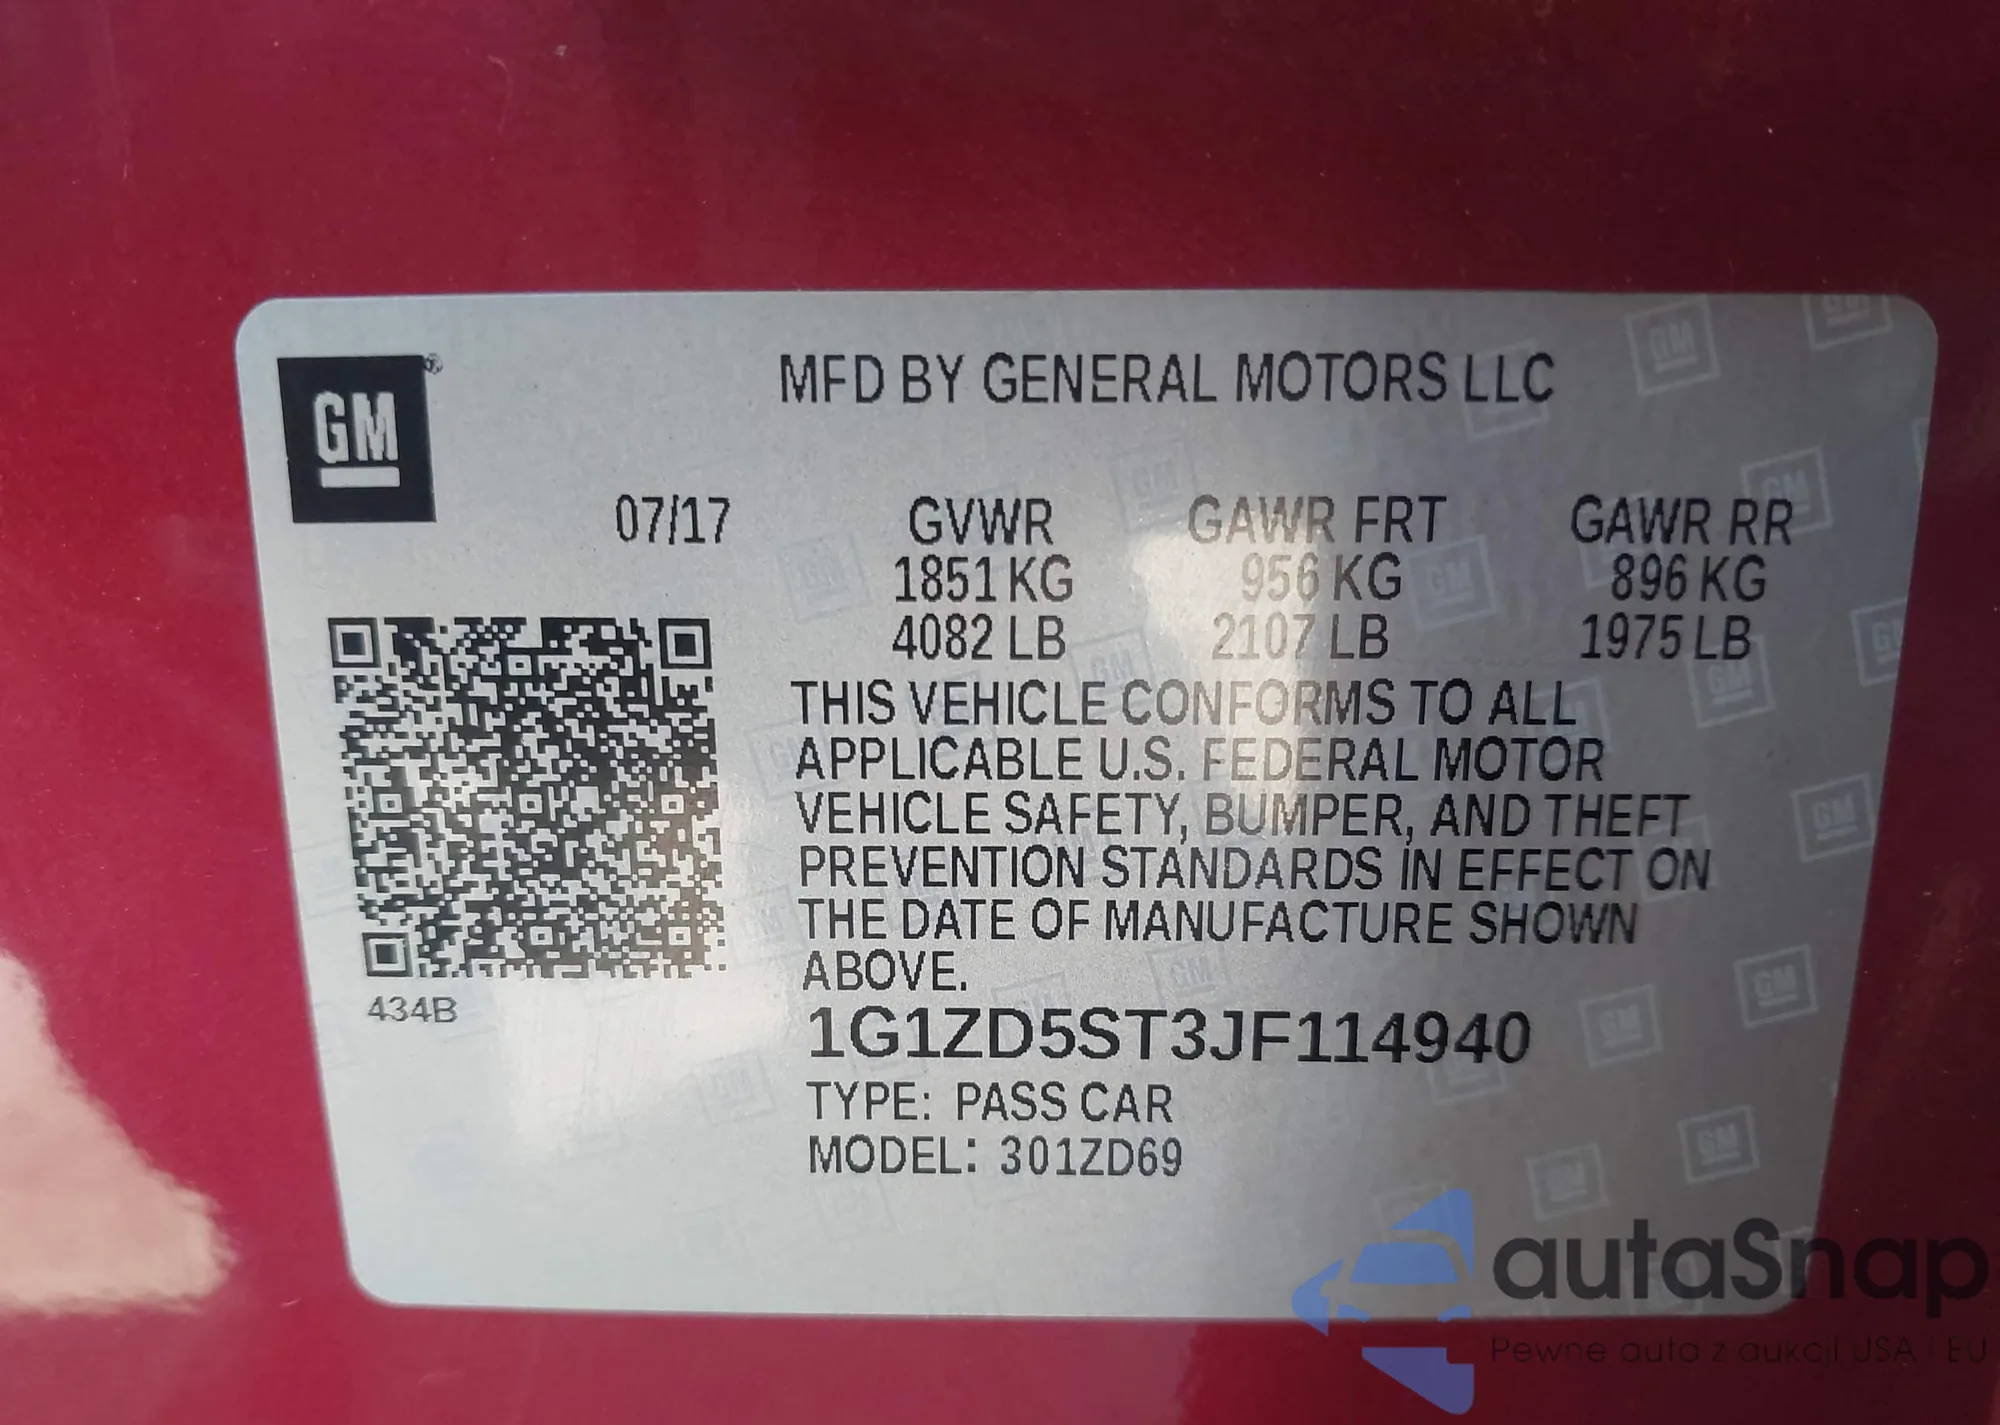 GM
MFD BY GENERAL MOTORS LLC
07/17 GVWR GAWR FRT GAWR RR
1851 KG 956 KG 896 KG
4082 LB 2107 LB 1975 LB
THIS VEHICLE CONFORMS TO ALL
APPLICABLE U.S. FEDERAL MOTOR
VEHICLE SAFETY, BUMPER, AND THEFT
PREVENTION STANDARDS IN EFFECT ON
THE DATE OF MANUFACTURE SHOWN
ABOVE.
434B
1G1ZD5ST3JF114940
TYPE: PASS CAR
MODEL: 301ZD69
autaSnap
Pewne auta z aukcji USA i EU